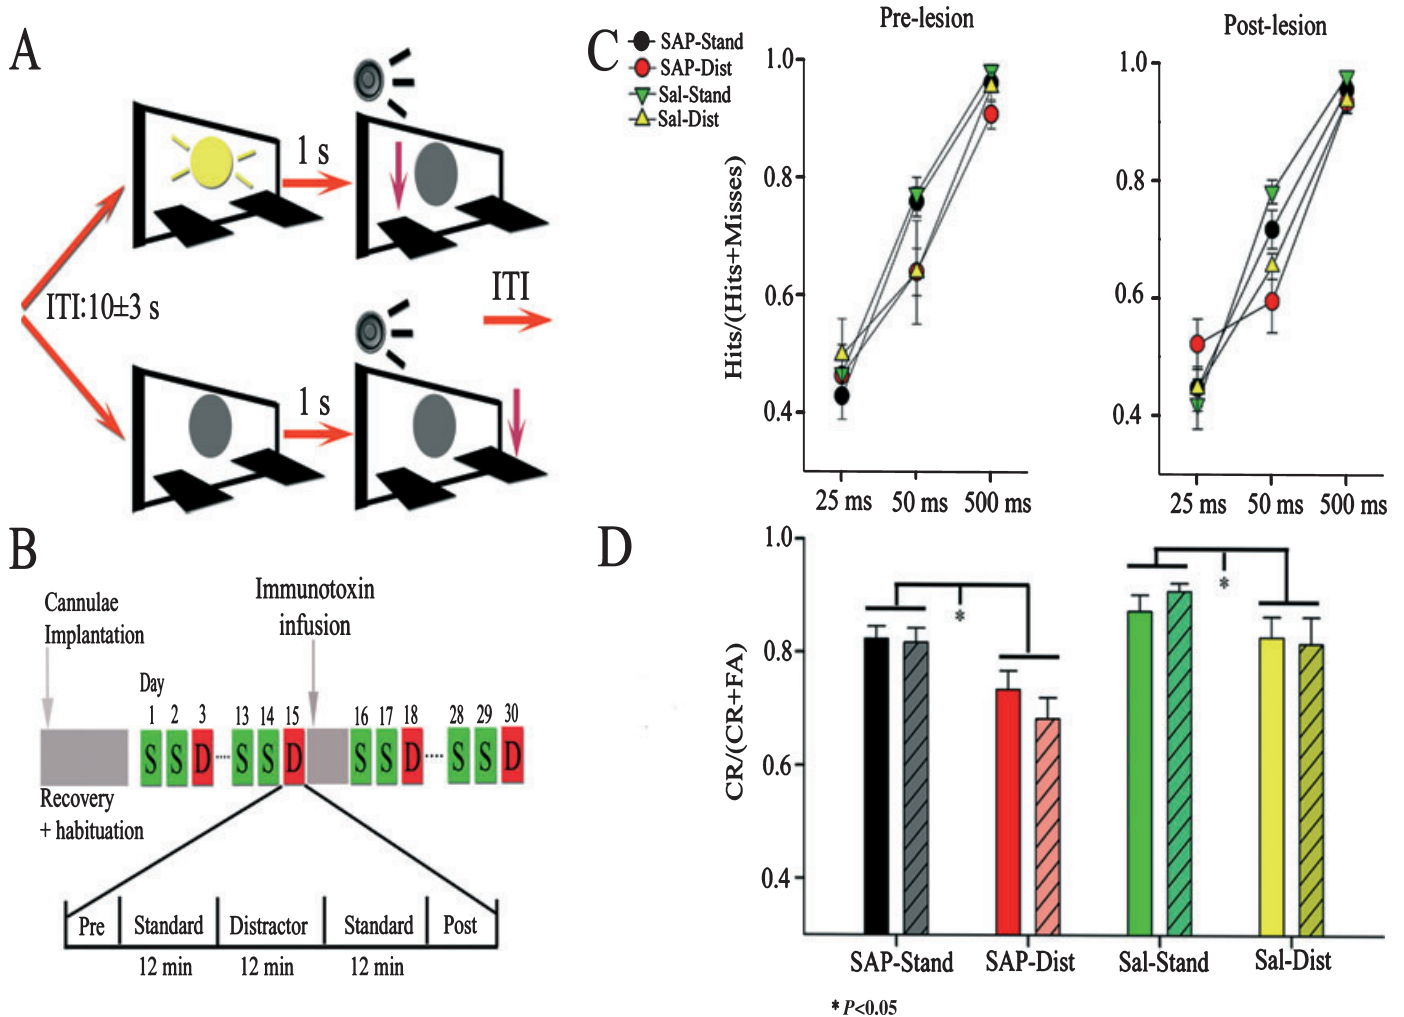 A
1 s
ITI:10±3 s
ITI
1 s
B
Cannulae
Implantation
Immunotoxin
infusion
Day
1 2 3 13 14 15 16 17 18 28 29 30
S S D .... S S D S S D .... S S D
Recovery
+ habituation
Pre Standard Distractor Standard Post
12 min 12 min 12 min
C
SAP-Stand
SAP-Dist
Sal-Stand
Sal-Dist
Pre-lesion
Hits/(Hits+Misses)
1.0
0.8
0.6
0.4
25 ms 50 ms 500 ms
Post-lesion
1.0
0.8
0.6
0.4
25 ms 50 ms 500 ms
D
CR/(CR+FA)
1.0
0.8
0.6
0.4
* *
SAP-Stand SAP-Dist Sal-Stand Sal-Dist
* P<0.05